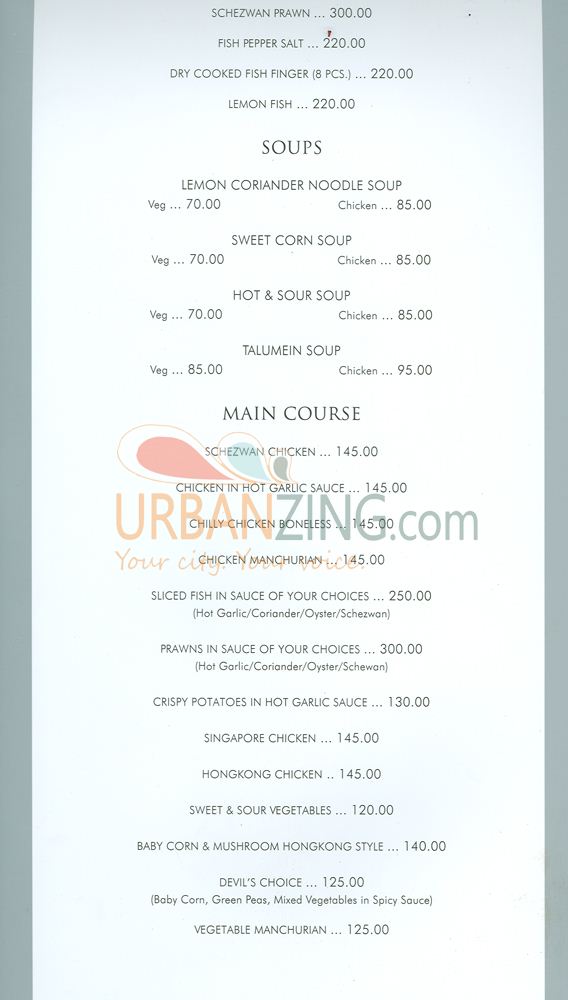 SCHEZWAN PRAWN ... 300.00
FISH PEPPER SALT ... 220.00
DRY COOKED FISH FINGER (8 PCS.) ... 220.00
LEMON FISH ... 220.00
SOUPS
LEMON CORIANDER NOODLE SOUP
Veg ... 70.00 Chicken ... 85.00
SWEET CORN SOUP
Veg ... 70.00 Chicken ... 85.00
HOT & SOUR SOUP
Veg ... 70.00 Chicken ... 85.00
TALUMEIN SOUP
Veg ... 85.00 Chicken ... 95.00
MAIN COURSE
SCHEZWAN CHICKEN ... 145.00
CHICKEN IN HOT GARLIC SAUCE ... 145.00
URBANZING.com
CHILLY CHICKEN BONELESS ... 145.00
Your city. Your voice.
CHICKEN MANCHURIAN ... 145.00
SLICED FISH IN SAUCE OF YOUR CHOICES ... 250.00
(Hot Garlic/Coriander/Oyster/Schezwan)
PRAWNS IN SAUCE OF YOUR CHOICES ... 300.00
(Hot Garlic/Coriander/Oyster/Schewan)
CRISPY POTATOES IN HOT GARLIC SAUCE ... 130.00
SINGAPORE CHICKEN ... 145.00
HONGKONG CHICKEN .. 145.00
SWEET & SOUR VEGETABLES ... 120.00
BABY CORN & MUSHROOM HONGKONG STYLE ... 140.00
DEVIL'S CHOICE ... 125.00
(Baby Corn, Green Peas, Mixed Vegetables in Spicy Sauce)
VEGETABLE MANCHURIAN ... 125.00